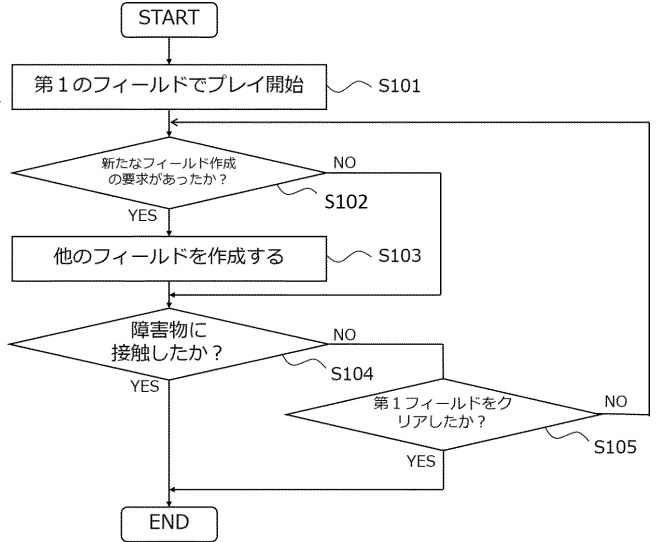 START
第１のフィールドでプレイ開始
S101
新たなフィールド作成
の要求があったか？
NO
S102
YES
他のフィールドを作成する
S103
障害物に
接触したか？
NO
S104
YES
第１フィールドをク
リアしたか？
NO
S105
YES
END